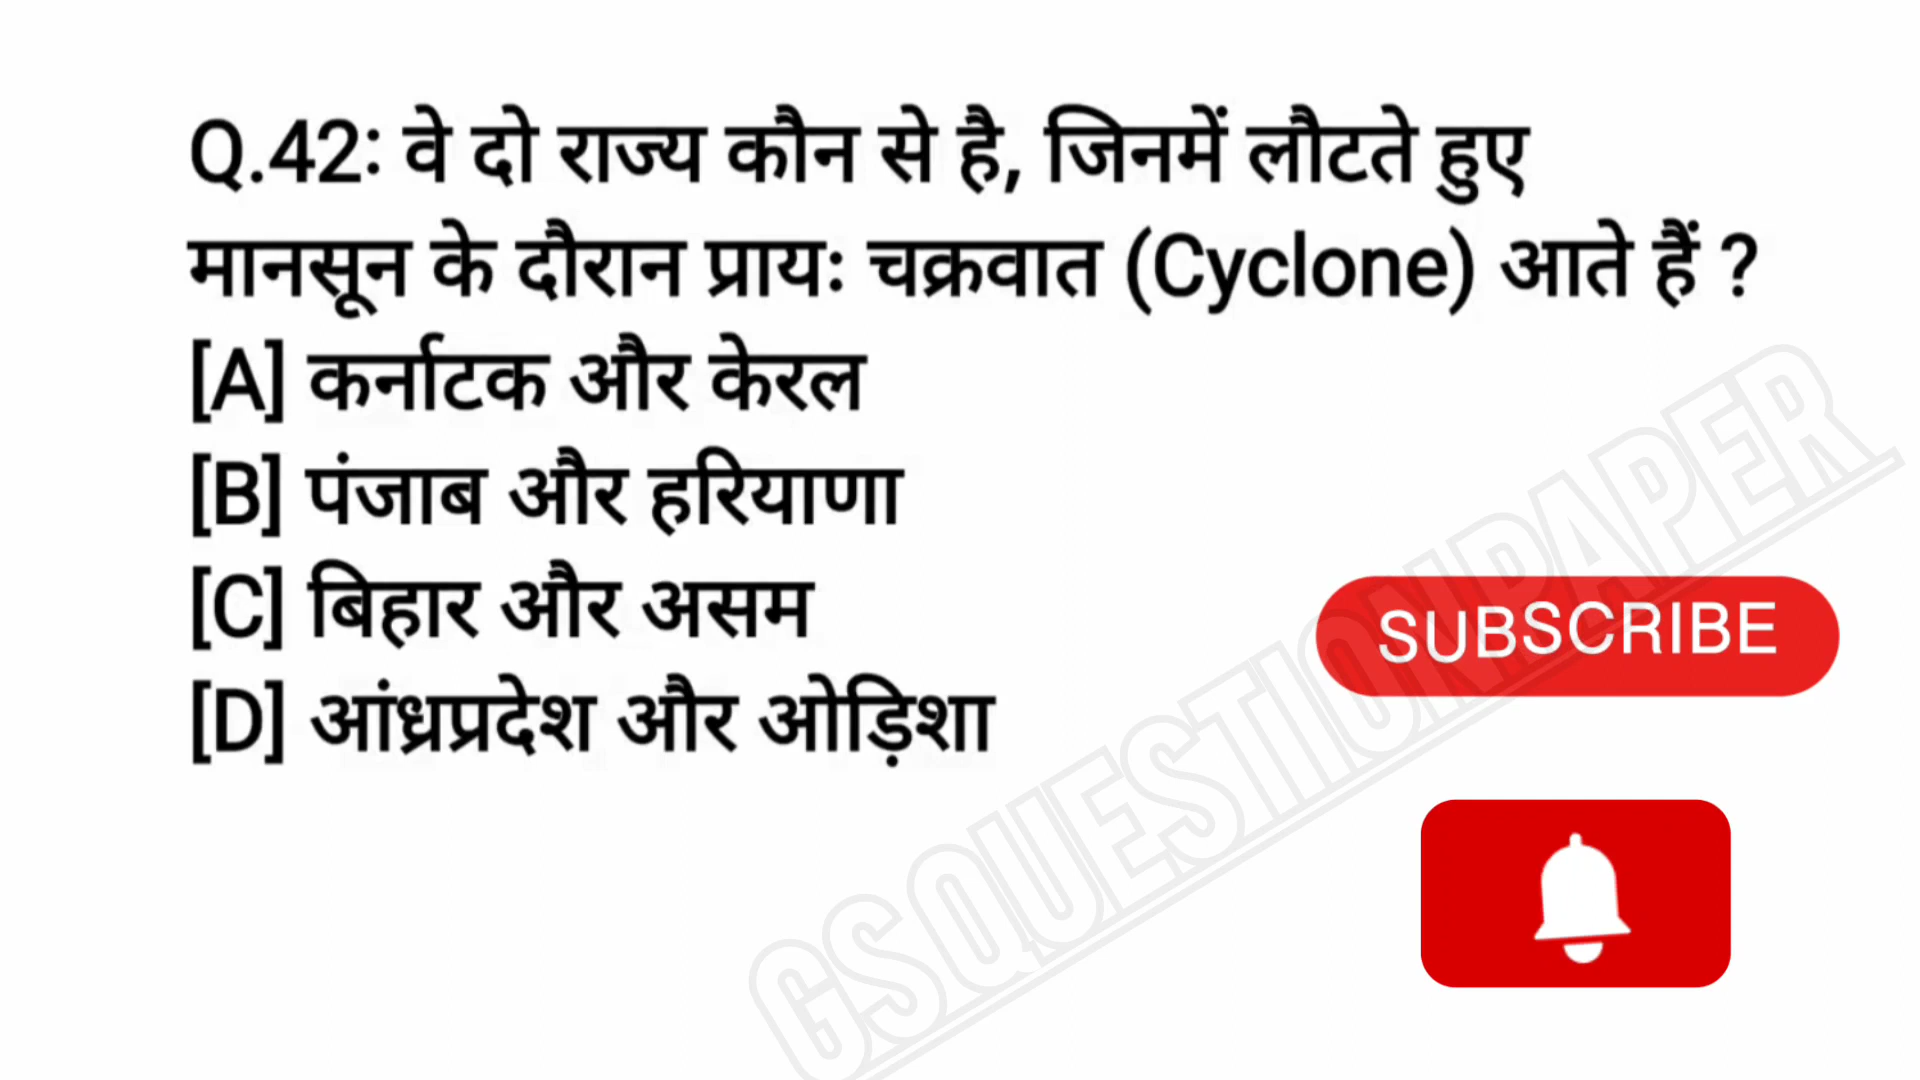 Q.42: वे दो राज्य कौन से है, जिनमें लौटते हुए
मानसून के दौरान प्रायः चक्रवात (Cyclone) आते हैं ?
[A] कर्नाटक और केरल
[B] पंजाब और हरियाणा
[C] बिहार और असम
[D] आंध्रप्रदेश और ओड़िशा
SUBSCRIBE
GSQUESTIONPAPER